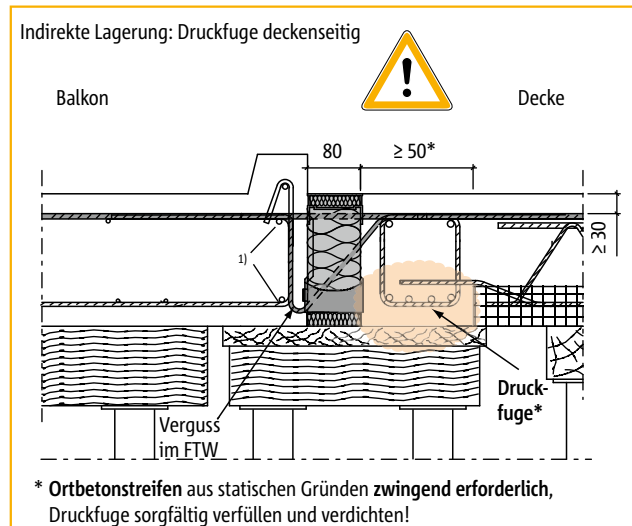 Indirekte Lagerung: Druckfuge deckenseitig
Balkon
Decke
80
≥ 50*
≥ 30
1)
Verguss
im FTW
Druck-
fuge*
* Ortbetonstreifen aus statischen Gründen zwingend erforderlich,
Druckfuge sorgfältig verfüllen und verdichten!